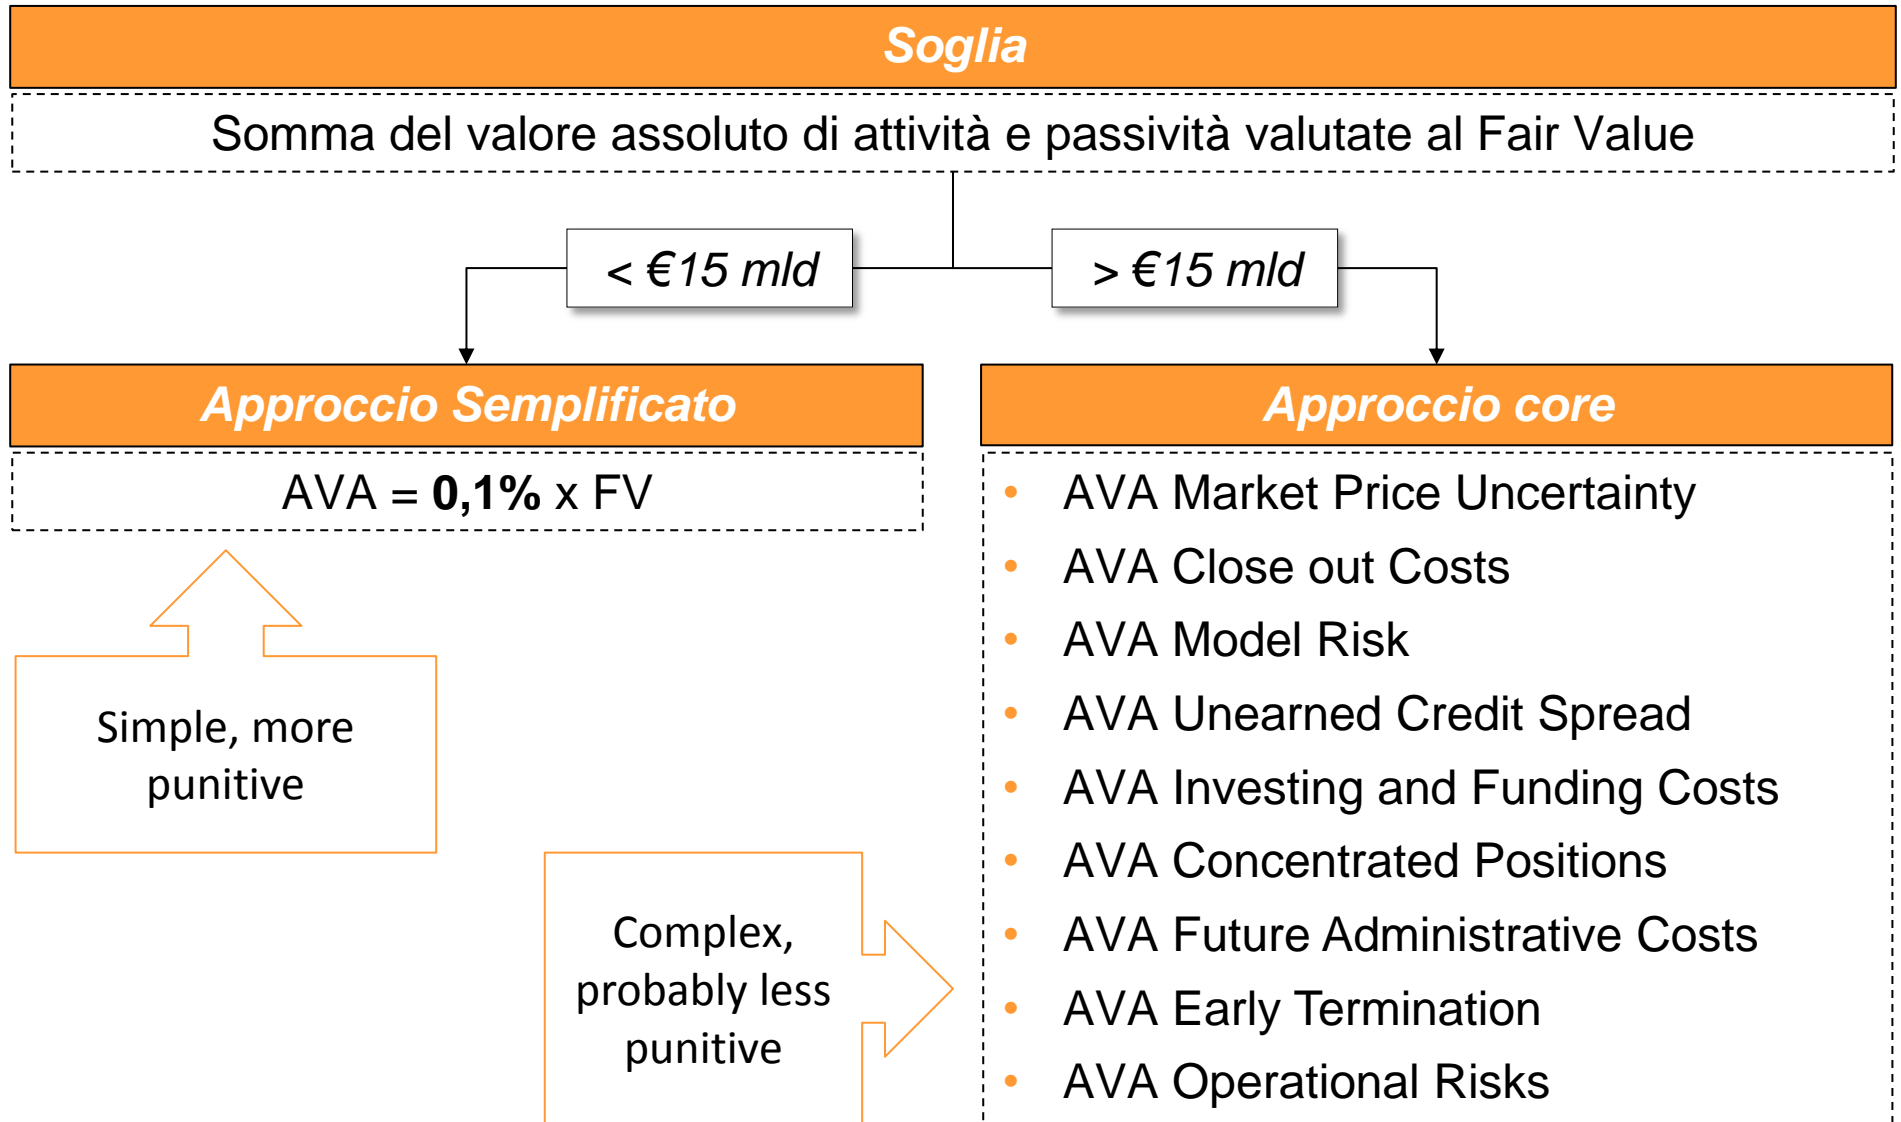 Soglia
Somma del valore assoluto di attività e passività valutate al Fair Value
< €15 mld
> €15 mld
Approccio Semplificato
AVA = 0,1% x FV
Simple, more
punitive
Approccio core
• AVA Market Price Uncertainty
• AVA Close out Costs
• AVA Model Risk
• AVA Unearned Credit Spread
• AVA Investing and Funding Costs
• AVA Concentrated Positions
• AVA Future Administrative Costs
• AVA Early Termination
• AVA Operational Risks
Complex,
probably less
punitive